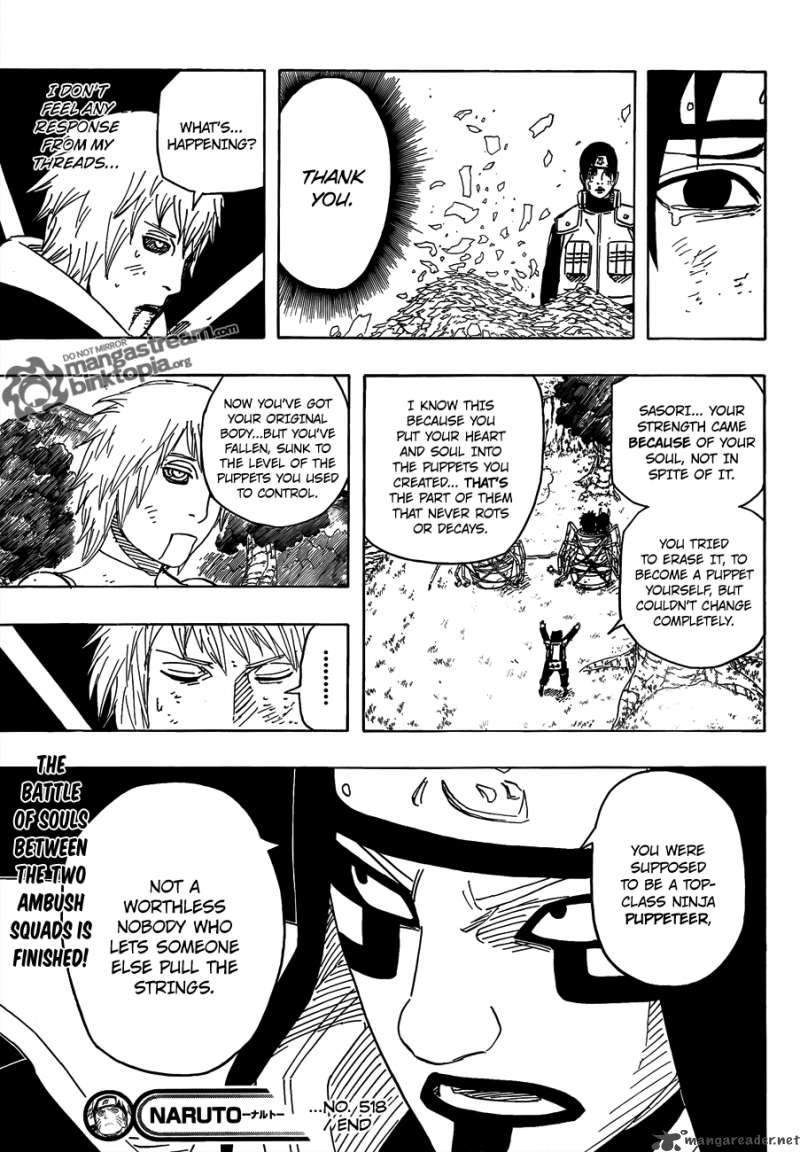 THANK
YOU.
WHAT'S...
HAPPENING?
I DON'T
FEEL ANY
RESPONSE
FROM MY
THREADS...
DO NOT MIRROR
mangastream.com
binktopia.org
SASORI... YOUR
STRENGTH CAME
BECAUSE OF YOUR
SOUL, NOT IN
SPITE OF IT.
YOU TRIED
TO ERASE IT, TO
BECOME A PUPPET
YOURSELF, BUT
COULDN'T CHANGE
COMPLETELY.
I KNOW THIS
BECAUSE YOU
PUT YOUR HEART
AND SOUL INTO
THE PUPPETS YOU
CREATED... THAT'S
THE PART OF THEM
THAT NEVER ROTS
OR DECAYS.
NOW YOU'VE GOT
YOUR ORIGINAL
BODY...BUT YOU'VE
FALLEN, SUNK TO
THE LEVEL OF THE
PUPPETS YOU USED
TO CONTROL.
.........
YOU WERE
SUPPOSED
TO BE A TOP-
CLASS NINJA
PUPPETEER,
NOT A
WORTHLESS
NOBODY WHO
LETS SOMEONE
ELSE PULL THE
STRINGS.
THE
BATTLE
OF SOULS
BETWEEN
THE TWO
AMBUSH
SQUADS IS
FINISHED!
NARUTO ーナルトー
...NO. 518
/ END
mangareader.net